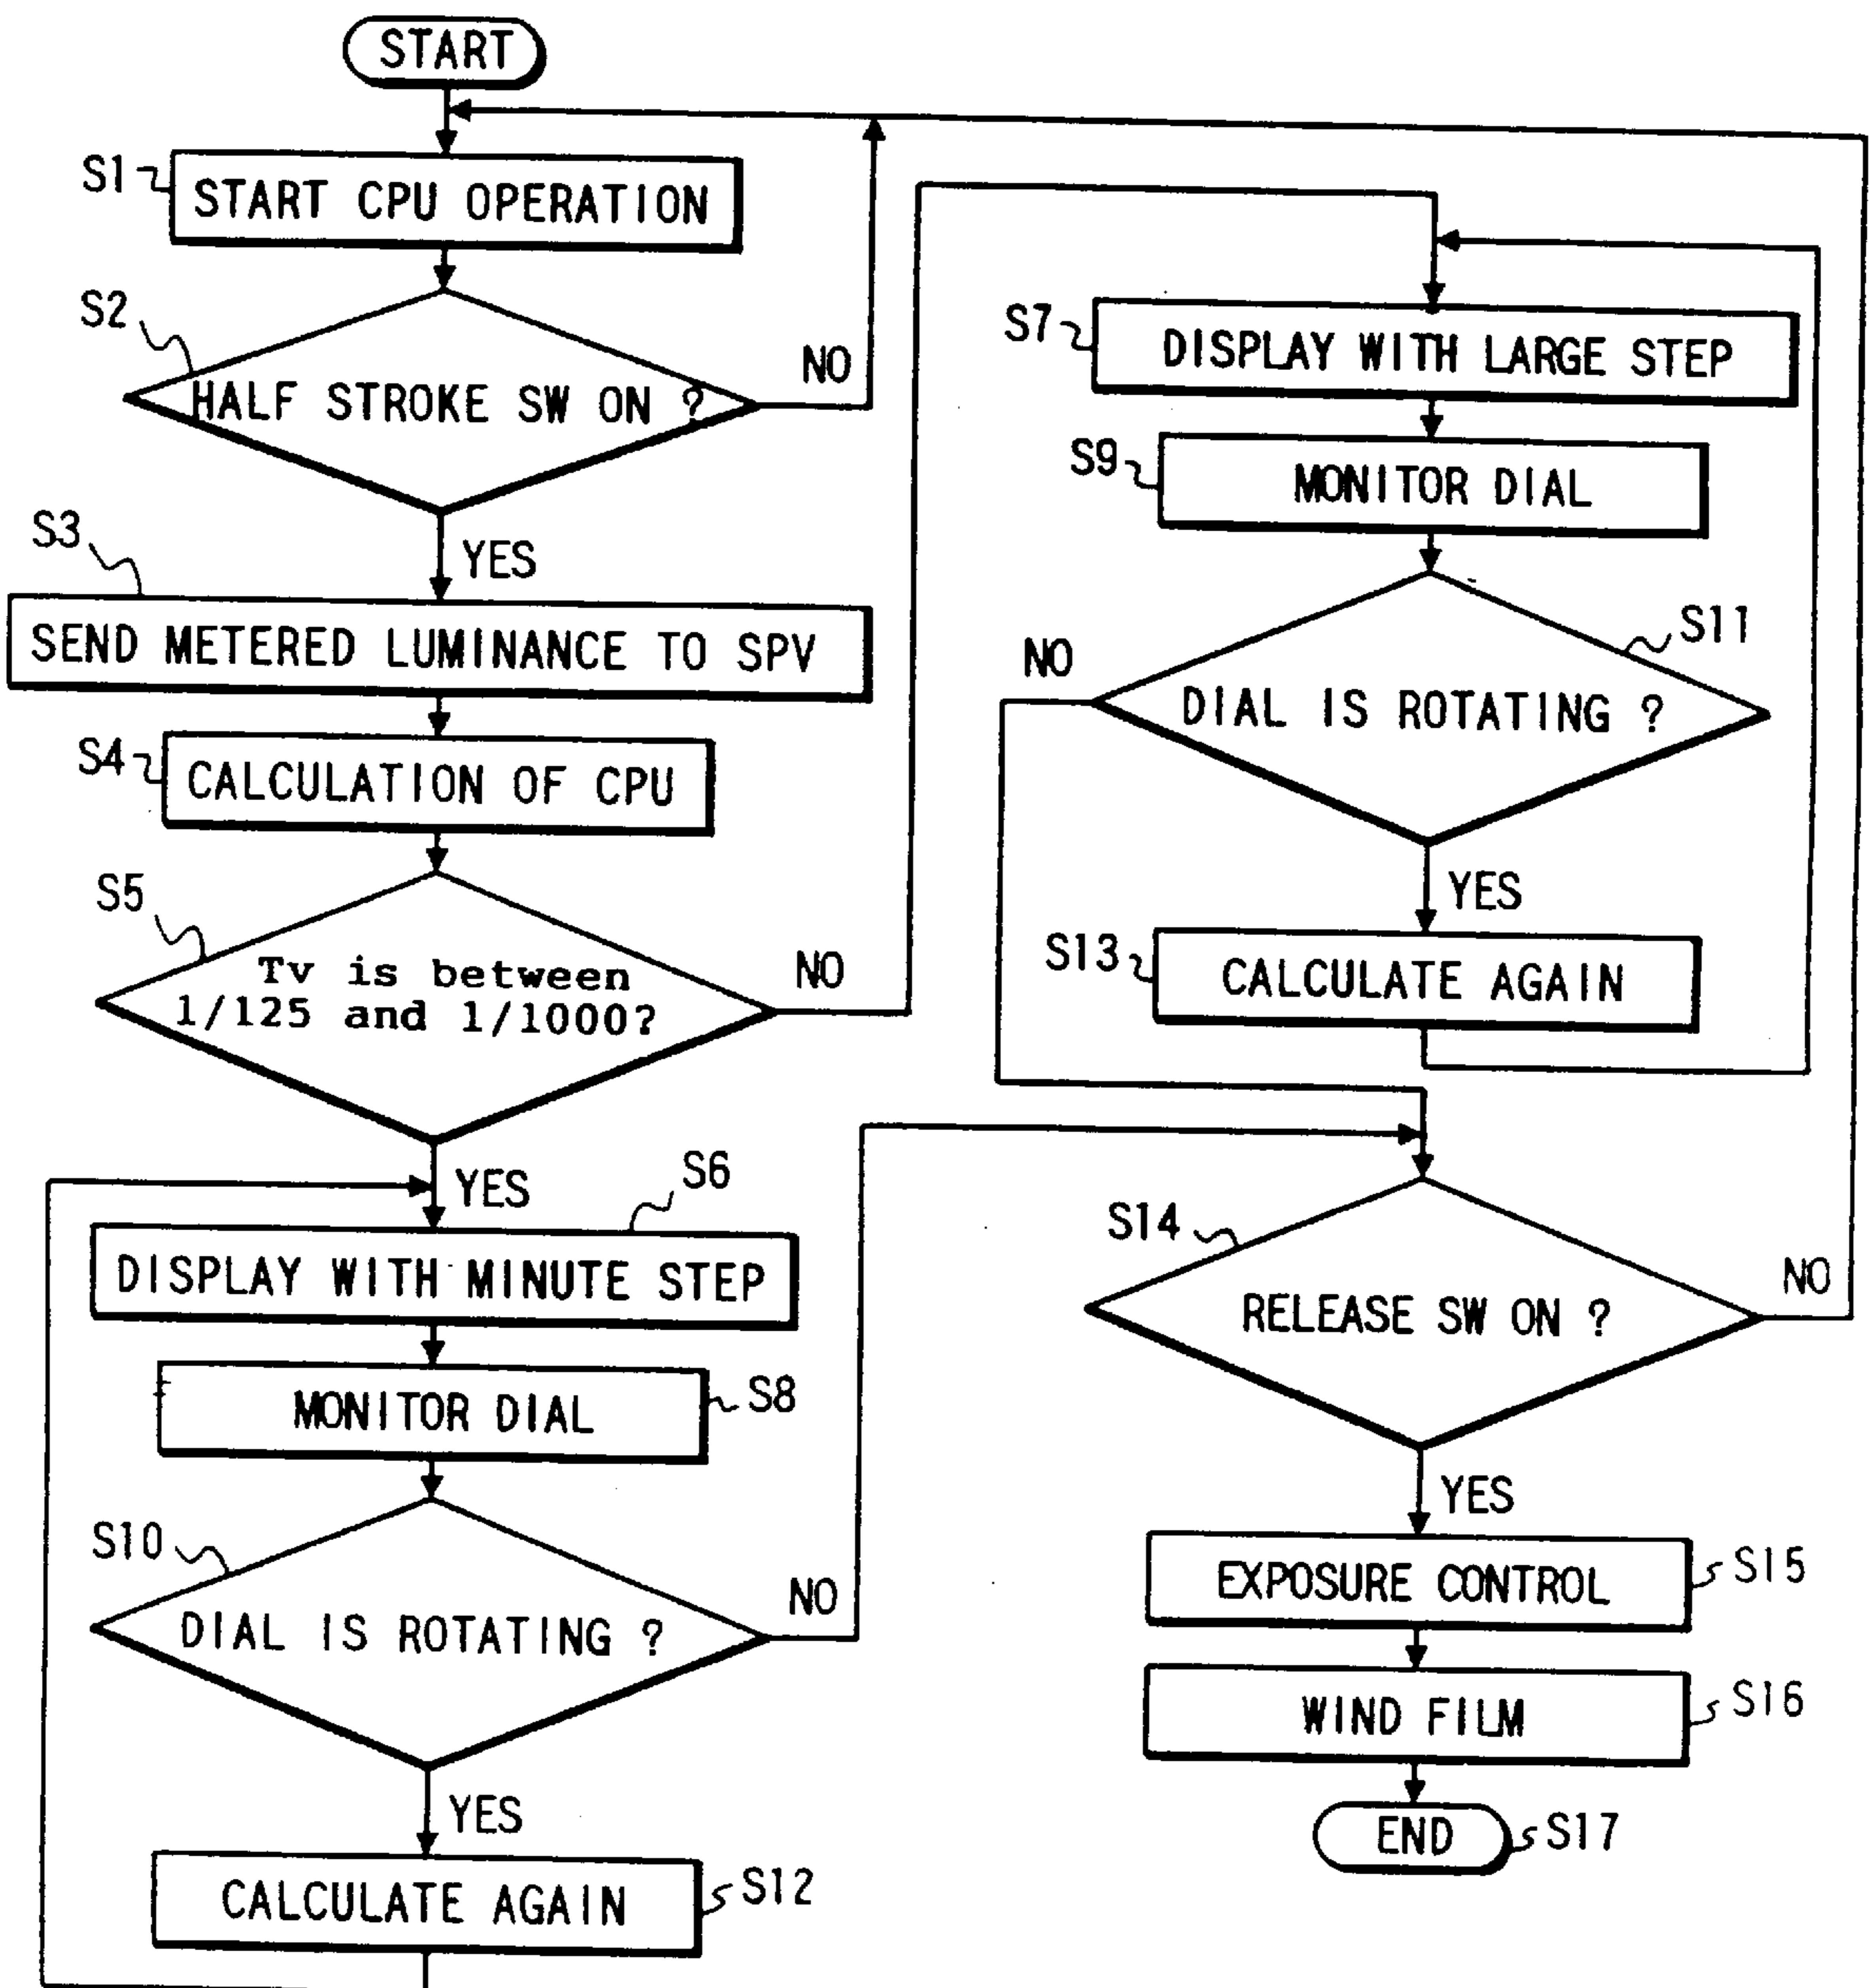 START
S1
START CPU OPERATION
S2
HALF STROKE SW ON ?
NO
YES
S3
SEND METERED LUMINANCE TO SPV
S4
CALCULATION OF CPU
S5
Tv is between
1/125 and 1/1000?
NO
YES
S6
DISPLAY WITH MINUTE STEP
MONITOR DIAL
S8
S10
DIAL IS ROTATING ?
NO
YES
CALCULATE AGAIN
S12
S7
DISPLAY WITH LARGE STEP
S9
MONITOR DIAL
S11
NO
DIAL IS ROTATING ?
YES
S13
CALCULATE AGAIN
S14
RELEASE SW ON ?
NO
YES
EXPOSURE CONTROL
S15
WIND FILM
S16
END
S17